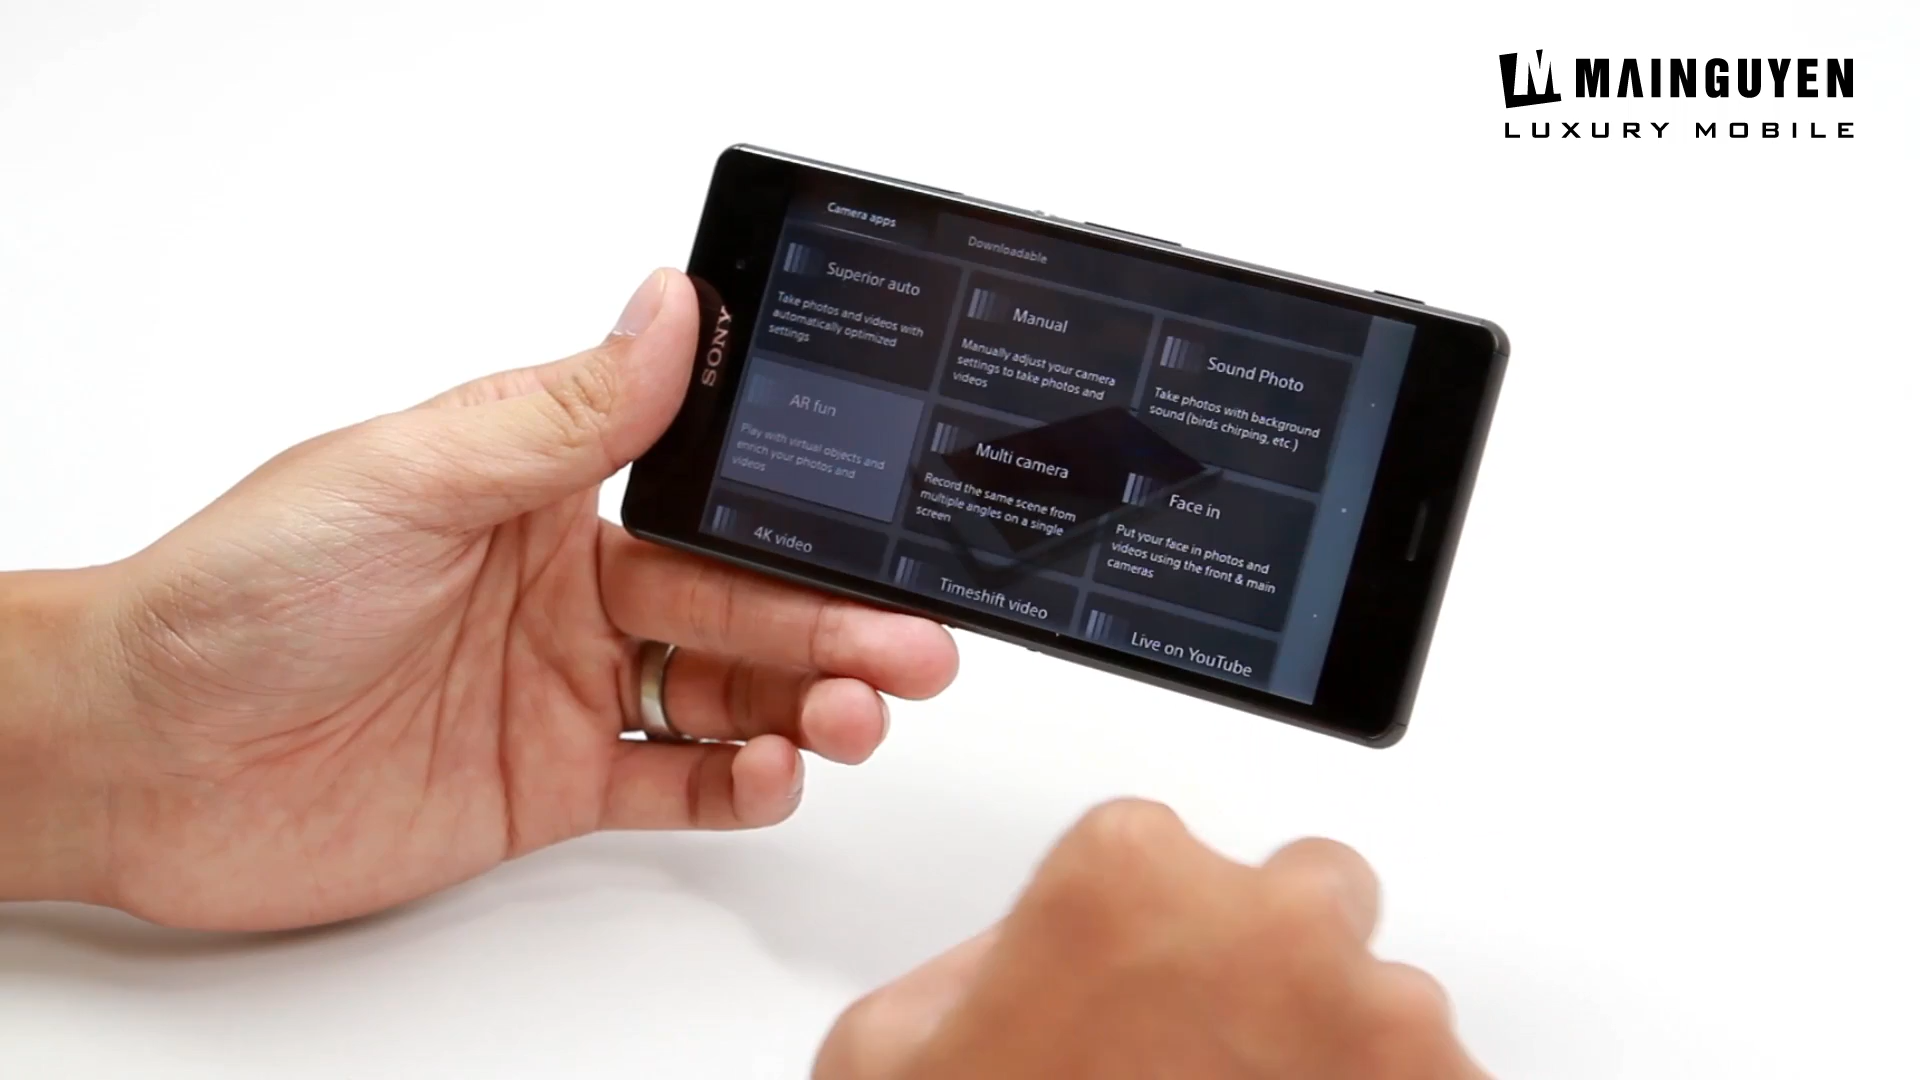 MAINGUYEN
LUXURY MOBILE
SONY
Camera apps
Downloadable
Superior auto
Take photos and videos with
automatically optimized
settings
Manual
Manually adjust your camera
settings to take photos and
videos
Sound Photo
Take photos with background
sound (birds chirping, etc.)
AR fun
Play with virtual objects and
enrich your photos and
videos
Multi camera
Record the same scene from
multiple angles on a single
screen
Face in
Put your face in photos and
videos using the front & main
cameras
4K video
Timeshift video
Live on YouTube